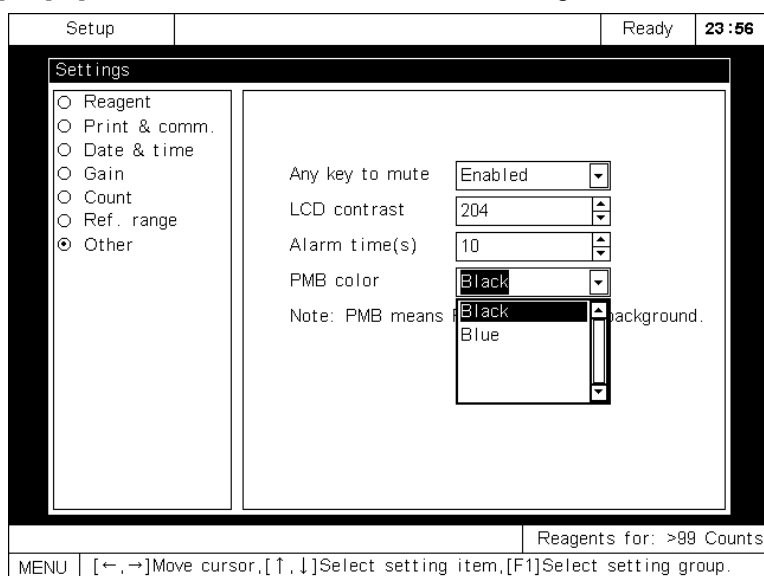 Setup Ready 23:56
Settings
Reagent
Print & comm.
Date & time
Gain
Count
Ref. range
Other
Any key to mute Enabled
LCD contrast 204
Alarm time(s) 10
PMB color Black
Note: PMB means background.
Black
Blue
Reagents for: >99 Counts
MENU [←,→]Move cursor,[↑,↓]Select setting item,[F1]Select setting group.